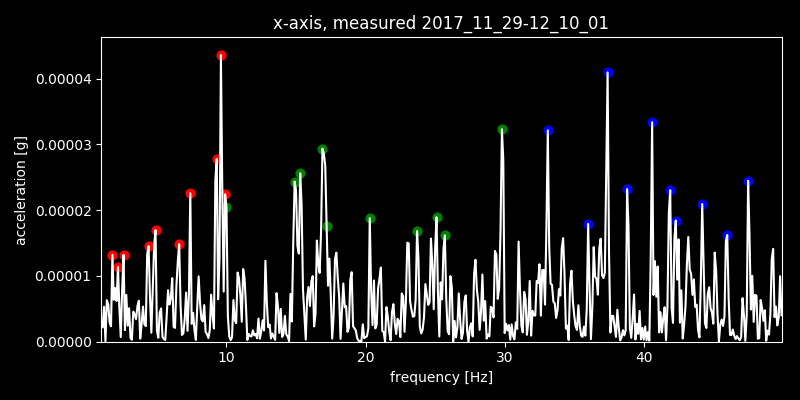 x-axis, measured 2017_11_29-12_10_01
0.00004
0.00003
0.00002
0.00001
0.00000
acceleration [g]
10 20 30 40
frequency [Hz]